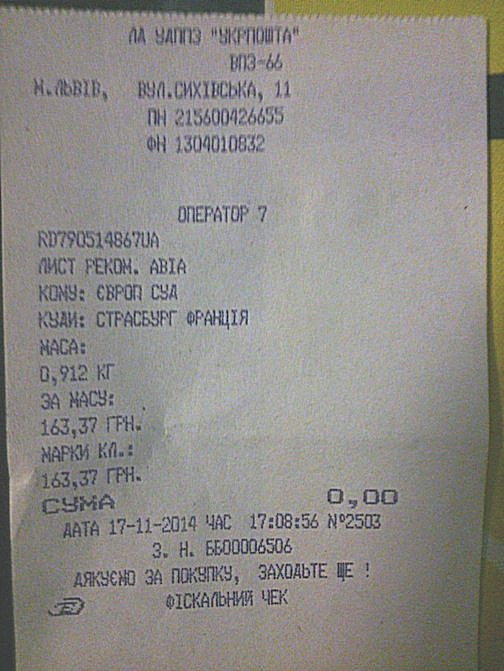 ЛА УДППЗ "УКРПОШТА"
ВПЗ-66
М.ЛЬВІВ, ВУЛ.СИХІВСЬКА, 11
ПН 215600426655
ФН 1304010832
ОПЕРАТОР 7
RD790514867UA
ЛИСТ РЕКОМ. АВІА
КОМУ: ЄВРОП СУД
КУДИ: СТРАСБУРГ ФРАНЦІЯ
МАСА:
0,912 КГ
ЗА МАСУ:
163,37 ГРН.
МАРКИ КЛ.:
163,37 ГРН.
СУМА 0,00
ДАТА 17-11-2014 ЧАС 17:08:56 №2503
З. Н. ББ00006506
ДЯКУЄМО ЗА ПОКУПКУ, ЗАХОДЬТЕ ЩЕ !
ФІСКАЛЬНИЙ ЧЕК